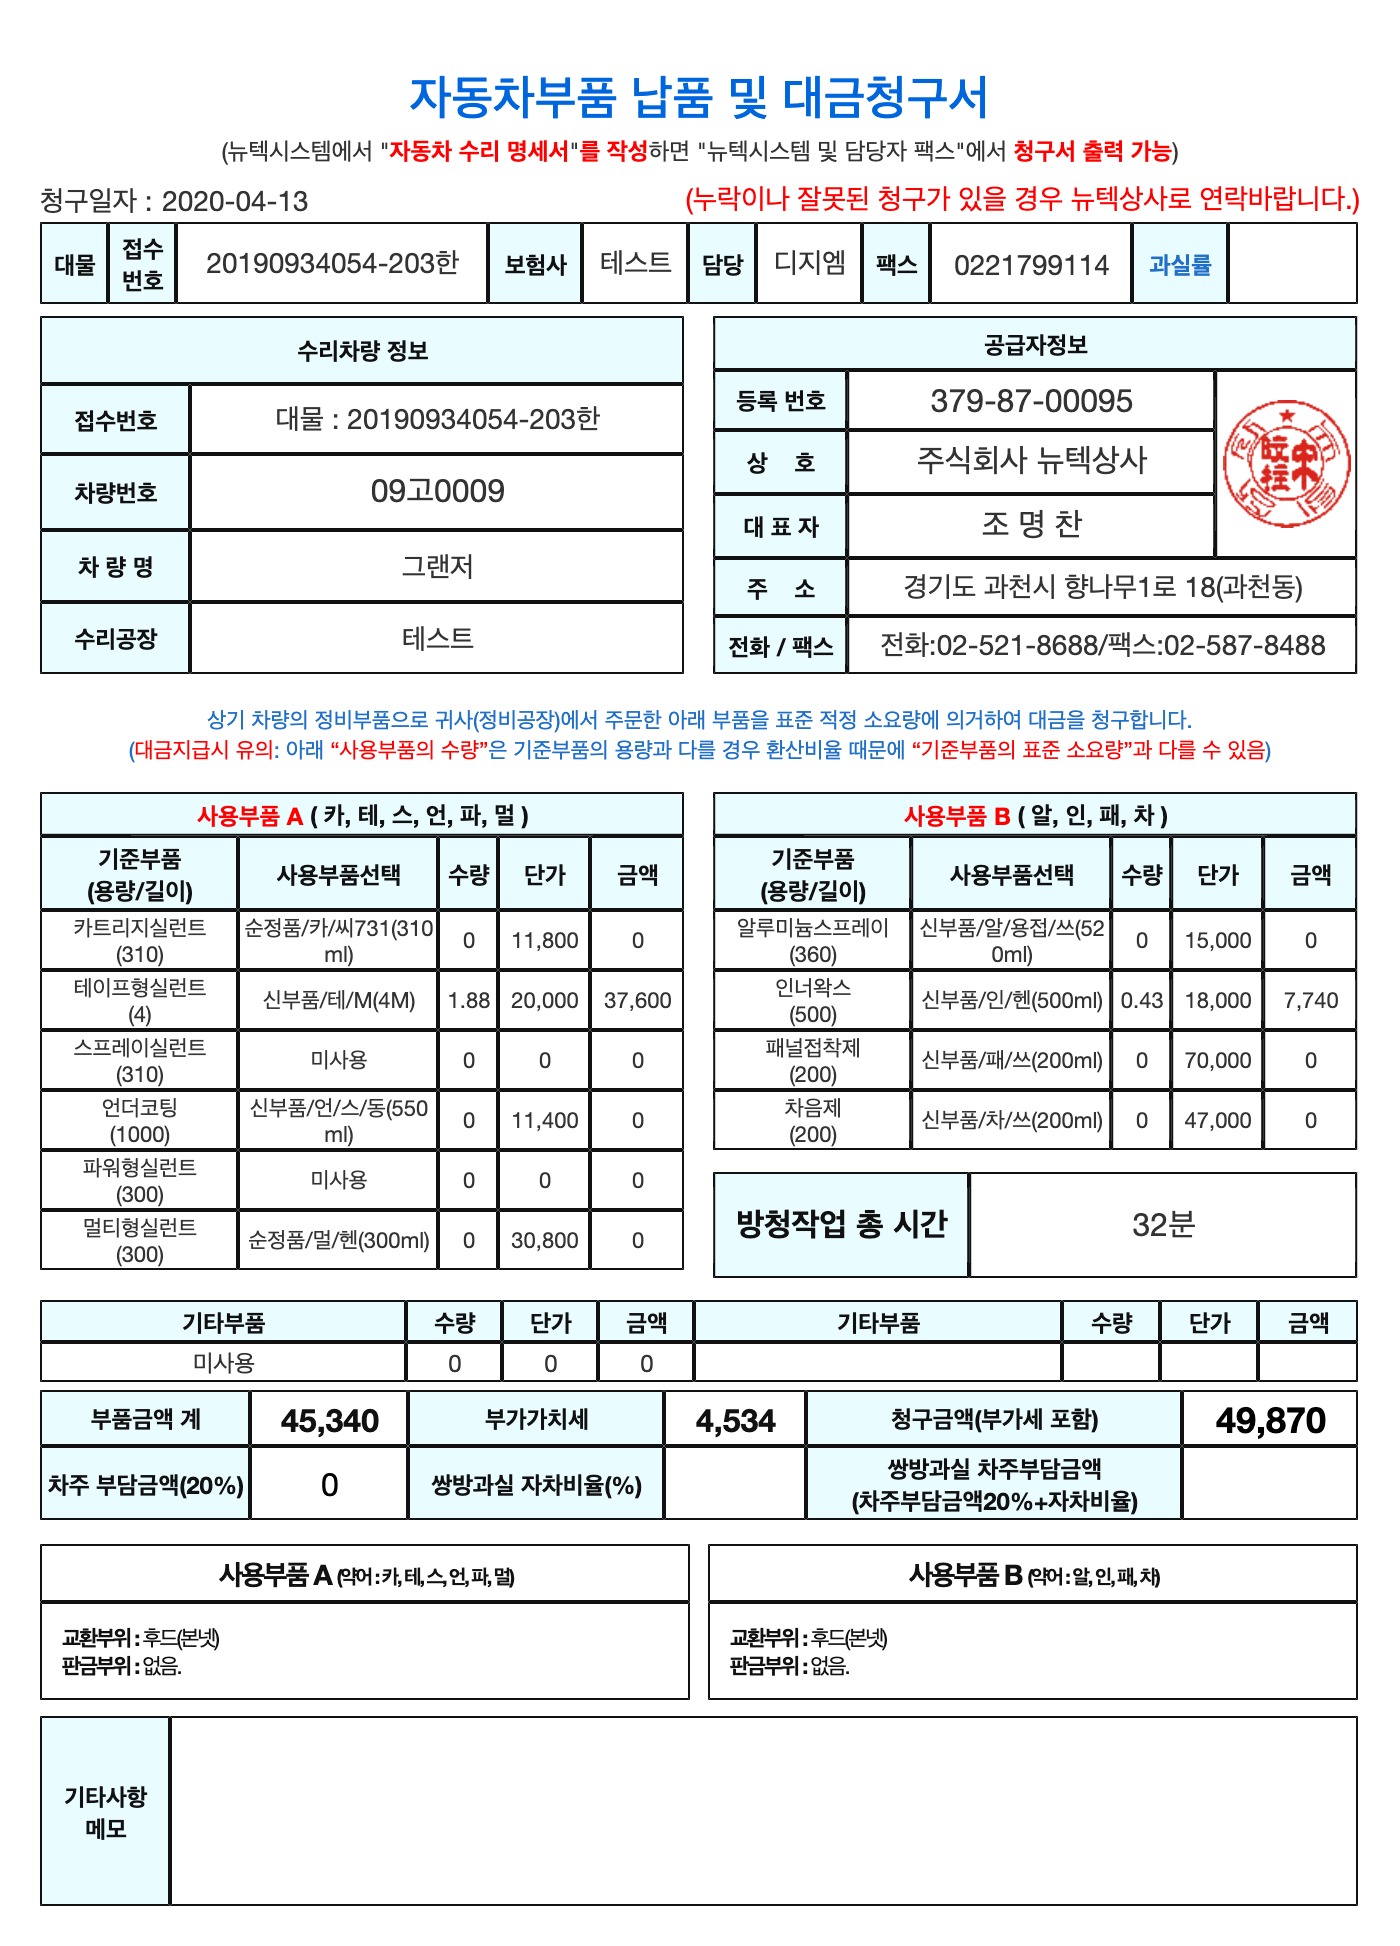 자동차부품 납품 및 대금청구서
(뉴텍시스템에서 "자동차 수리 명세서"를 작성하면 "뉴텍시스템 및 담당자 팩스"에서 청구서 출력 가능)
청구일자 : 2020-04-13
(누락이나 잘못된 청구가 있을 경우 뉴텍상사로 연락바랍니다.)
대물 접수 번호 20190934054-203한 보험사 테스트 담당 디지엠 팩스 0221799114 과실률
수리차량 정보
접수번호 대물 : 20190934054-203한
차량번호 09고0009
차 량 명 그랜저
수리공장 테스트
공급자정보
등록 번호 379-87-00095
상 호 주식회사 뉴텍상사
대 표 자 조 명 찬
주 소 경기도 과천시 향나무1로 18(과천동)
전화 / 팩스 전화:02-521-8688/팩스:02-587-8488
상기 차량의 정비부품으로 귀사(정비공장)에서 주문한 아래 부품을 표준 적정 소요량에 의거하여 대금을 청구합니다.
(대금지급시 유의: 아래 “사용부품의 수량”은 기준부품의 용량과 다를 경우 환산비율 때문에 “기준부품의 표준 소요량”과 다를 수 있음)
사용부품 A ( 카, 테, 스, 언, 파, 멀 )
기준부품 (용량/길이) 사용부품선택 수량 단가 금액
카트리지실런트 (310) 순정품/카/씨731(310ml) 0 11,800 0
테이프형실런트 (4) 신부품/테/M(4M) 1.88 20,000 37,600
스프레이실런트 (310) 미사용 0 0 0
언더코팅 (1000) 신부품/언/스/동(550ml) 0 11,400 0
파워형실런트 (300) 미사용 0 0 0
멀티형실런트 (300) 순정품/멀/헨(300ml) 0 30,800 0
사용부품 B ( 알, 인, 패, 차 )
기준부품 (용량/길이) 사용부품선택 수량 단가 금액
알루미늄스프레이 (360) 신부품/알/용접/쓰(520ml) 0 15,000 0
인너왁스 (500) 신부품/인/헨(500ml) 0.43 18,000 7,740
패널접착제 (200) 신부품/패/쓰(200ml) 0 70,000 0
차음제 (200) 신부품/차/쓰(200ml) 0 47,000 0
방청작업 총 시간 32분
기타부품 수량 단가 금액 기타부품 수량 단가 금액
미사용 0 0 0
부품금액 계 45,340 부가가치세 4,534 청구금액(부가세 포함) 49,870
차주 부담금액(20%) 0 쌍방과실 자차비율(%) 쌍방과실 차주부담금액 (차주부담금액20%+자차비율)
사용부품 A (약어 : 카, 테, 스, 언, 파, 멀)
교환부위 : 후드(본넷)
판금부위 : 없음.
사용부품 B (약어 : 알, 인, 패, 차)
교환부위 : 후드(본넷)
판금부위 : 없음.
기타사항
메모